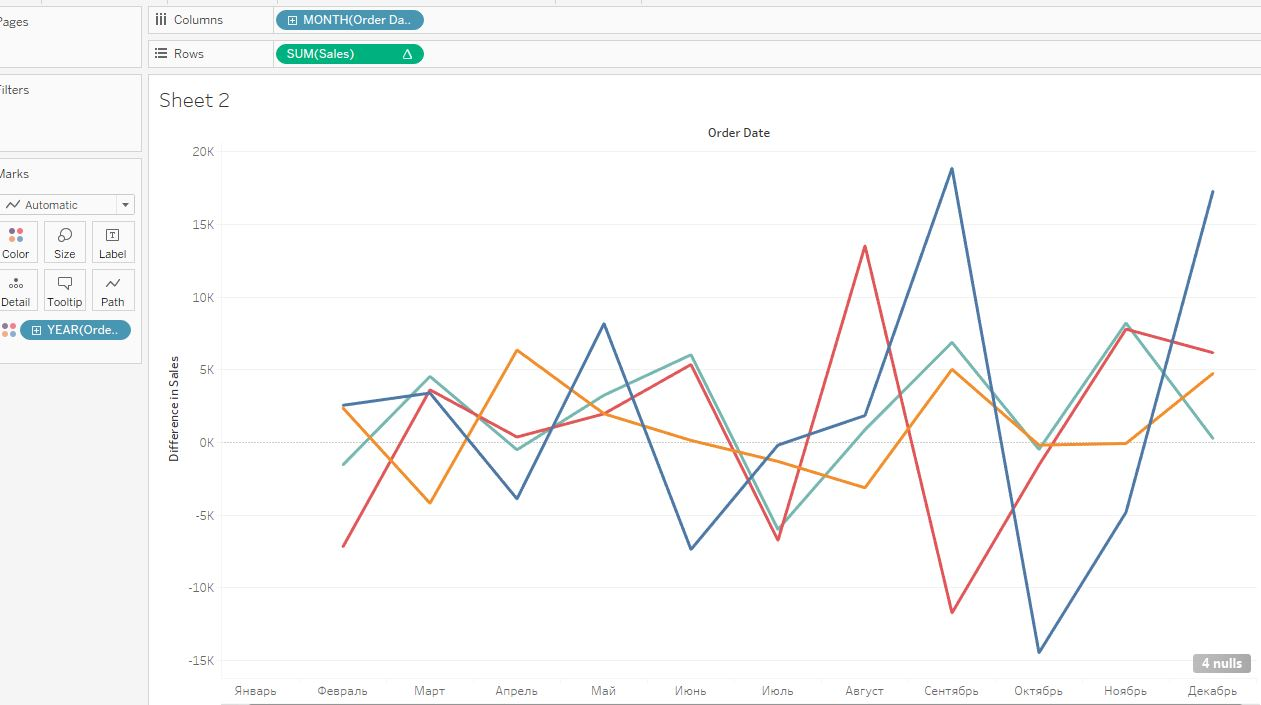 Pages
Columns
MONTH(Order Da..
Rows
SUM(Sales)
Filters
Sheet 2
Order Date
Marks
Automatic
Color
Size
Label
Detail
Tooltip
Path
YEAR(Orde..
Difference in Sales
20K
15K
10K
5K
0K
-5K
-10K
-15K
4 nulls
Январь
Февраль
Март
Апрель
Май
Июнь
Июль
Август
Сентябрь
Октябрь
Ноябрь
Декабрь